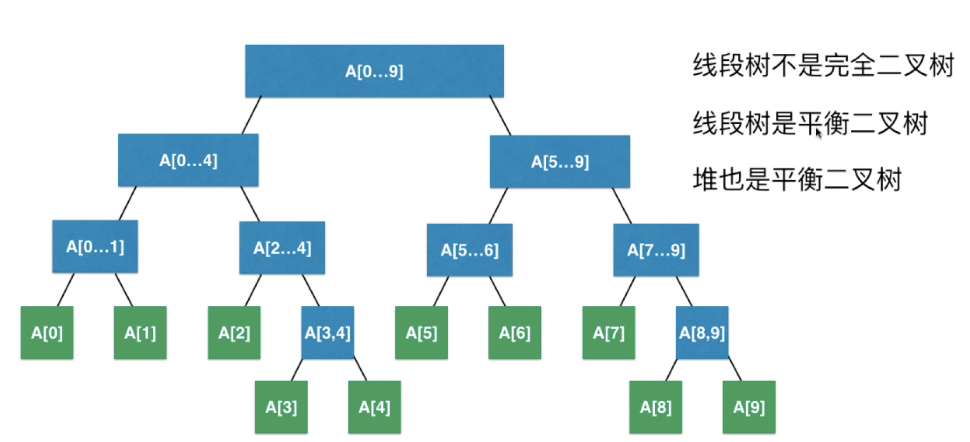 A[0...9]
线段树不是完全二叉树
线段树是平衡二叉树
堆也是平衡二叉树
A[0...4]
A[5...9]
A[0...1]
A[2...4]
A[5...6]
A[7...9]
A[0]
A[1]
A[2]
A[3,4]
A[5]
A[6]
A[7]
A[8,9]
A[3]
A[4]
A[8]
A[9]